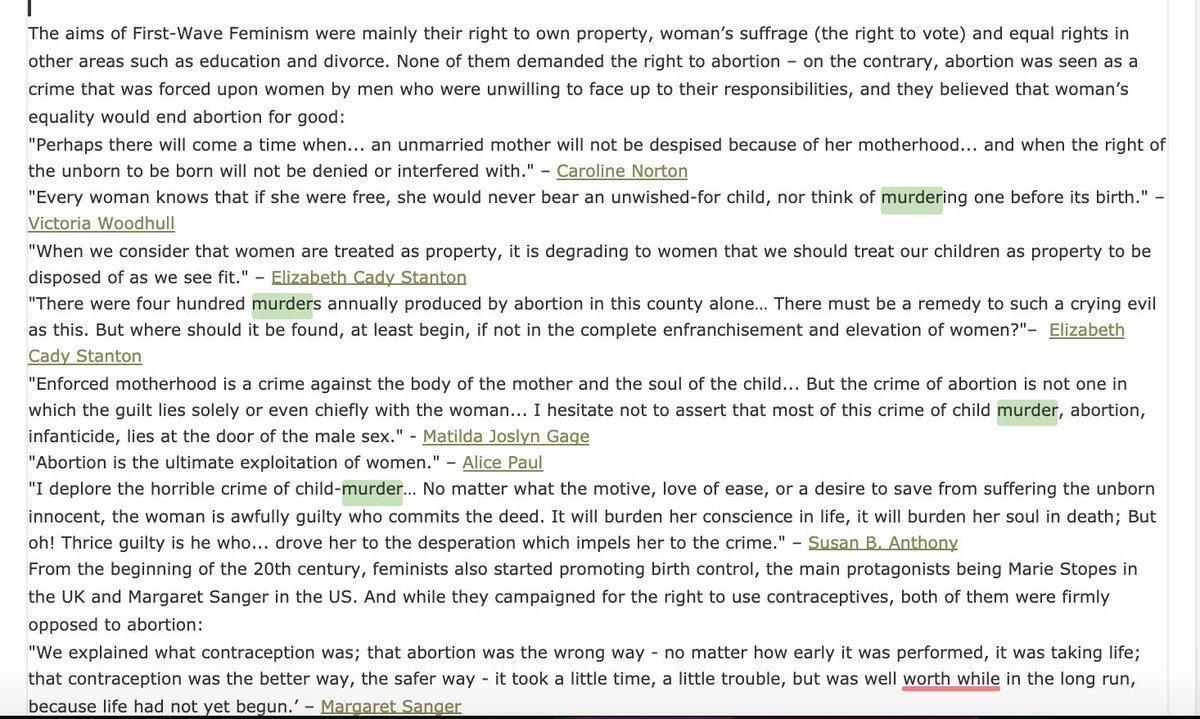 The aims of First-Wave Feminism were mainly their right to own property, woman's suffrage (the right to vote) and equal rights in
other areas such as education and divorce. None of them demanded the right to abortion – on the contrary, abortion was seen as a
crime that was forced upon women by men who were unwilling to face up to their responsibilities, and they believed that woman's
equality would end abortion for good:
"Perhaps there will come a time when... an unmarried mother will not be despised because of her motherhood... and when the right of
the unborn to be born will not be denied or interfered with." – Caroline Norton
"Every woman knows that if she were free, she would never bear an unwished-for child, nor think of murdering one before its birth." –
Victoria Woodhull
"When we consider that women are treated as property, it is degrading to women that we should treat our children as property to be
disposed of as we see fit." – Elizabeth Cady Stanton
"There were four hundred murders annually produced by abortion in this county alone... There must be a remedy to such a crying evil
as this. But where should it be found, at least begin, if not in the complete enfranchisement and elevation of women?"– Elizabeth
Cady Stanton
"Enforced motherhood is a crime against the body of the mother and the soul of the child... But the crime of abortion is not one in
which the guilt lies solely or even chiefly with the woman... I hesitate not to assert that most of this crime of child murder, abortion,
infanticide, lies at the door of the male sex." - Matilda Joslyn Gage
"Abortion is the ultimate exploitation of women." – Alice Paul
"I deplore the horrible crime of child-murder... No matter what the motive, love of ease, or a desire to save from suffering the unborn
innocent, the woman is awfully guilty who commits the deed. It will burden her conscience in life, it will burden her soul in death; But
oh! Thrice guilty is he who... drove her to the desperation which impels her to the crime." – Susan B. Anthony
From the beginning of the 20th century, feminists also started promoting birth control, the main protagonists being Marie Stopes in
the UK and Margaret Sanger in the US. And while they campaigned for the right to use contraceptives, both of them were firmly
opposed to abortion:
"We explained what contraception was; that abortion was the wrong way - no matter how early it was performed, it was taking life;
that contraception was the better way, the safer way - it took a little time, a little trouble, but was well worth while in the long run,
because life had not yet begun.' – Margaret Sanger